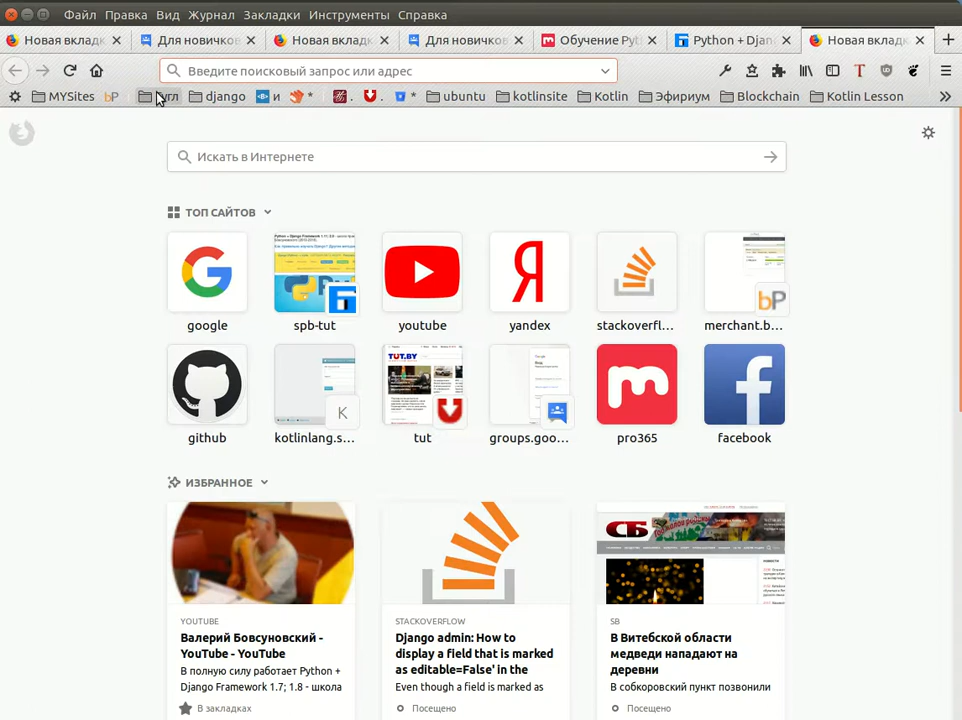 Файл Правка Вид Журнал Закладки Инструменты Справка
Новая вкладк Для новичков Новая вкладк Для новичков Обучение Pyt Python + Djan Новая вкладк
Введите поисковый запрос или адрес
MYSites bP django и * . . * ubuntu kotlinsite Kotlin Эфириум Blockchain Kotlin Lesson
Искать в Интернете
ТОП САЙТОВ
google spb-tut youtube yandex stackoverfl... merchant.b...
TUT.BY
K
github kotlinlang.s... tut groups.goo... pro365 facebook
ИЗБРАННОЕ
СБ
YOUTUBE
Валерий Бовсуновский -
YouTube - YouTube
В полную силу работает Python +
Django Framework 1.7; 1.8 - школа
В закладках
STACKOVERFLOW
Django admin: How to
display a field that is marked
as editable=False' in the
Even though a field is marked as
Посещено
SB
В Витебской области
медведи нападают на
деревни
В собкоровский пункт позвонили
Посещено